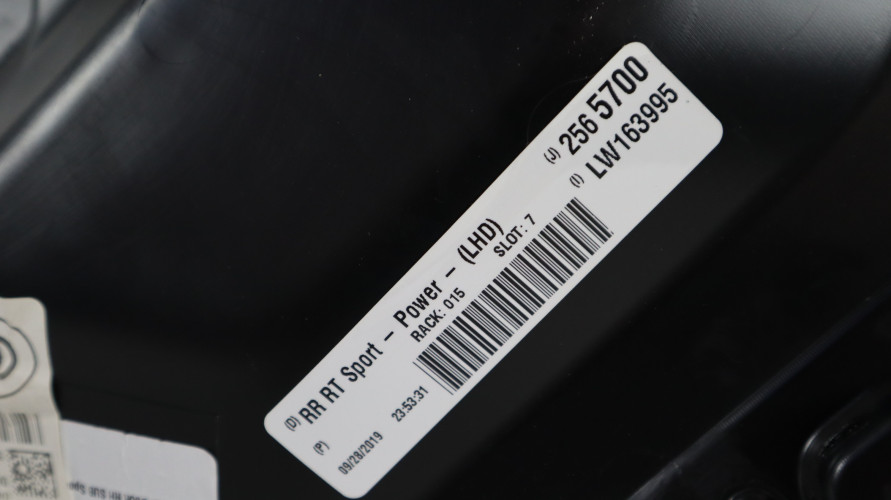 (J) 256 5700
(I) LW163995
(D) RR RT Sport – Power – (LHD)
RACK: 015 SLOT: 7
(P)
09/28/2019 23:53:31